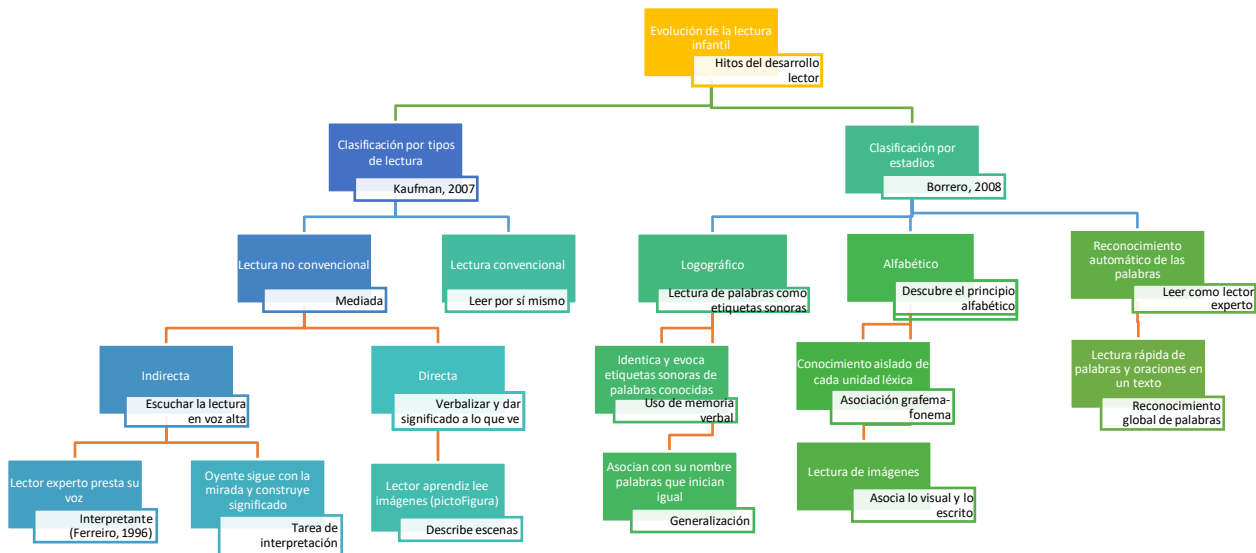 Evolución de la lectura
infantil
Hitos del desarrollo
lector
Clasificación por tipos
de lectura
Kaufman, 2007
Clasificación por
estadios
Borrero, 2008
Lectura no convencional
Mediada
Lectura convencional
Leer por sí mismo
Logográfico
Lectura de palabras como
etiquetas sonoras
Alfabético
Descubre el principio
alfabético
Reconocimiento
automático de las
palabras
Leer como lector
experto
Indirecta
Escuchar la lectura
en voz alta
Directa
Verbalizar y dar
significado a lo que ve
Identica y evoca
etiquetas sonoras de
palabras conocidas
Uso de memoria
verbal
Conocimiento aislado de
cada unidad léxica
Asociación grafema-
fonema
Lectura rápida de
palabras y oraciones en
un texto
Reconocimiento
global de palabras
Lector experto presta su
voz
Interpretante
(Ferreiro, 1996)
Oyente sigue con la
mirada y construye
significado
Tarea de
interpretación
Lector aprendiz lee
imágenes (pictoFigura)
Describe escenas
Asocian con su nombre
palabras que inician
igual
Generalización
Lectura de imágenes
Asocia lo visual y lo
escrito